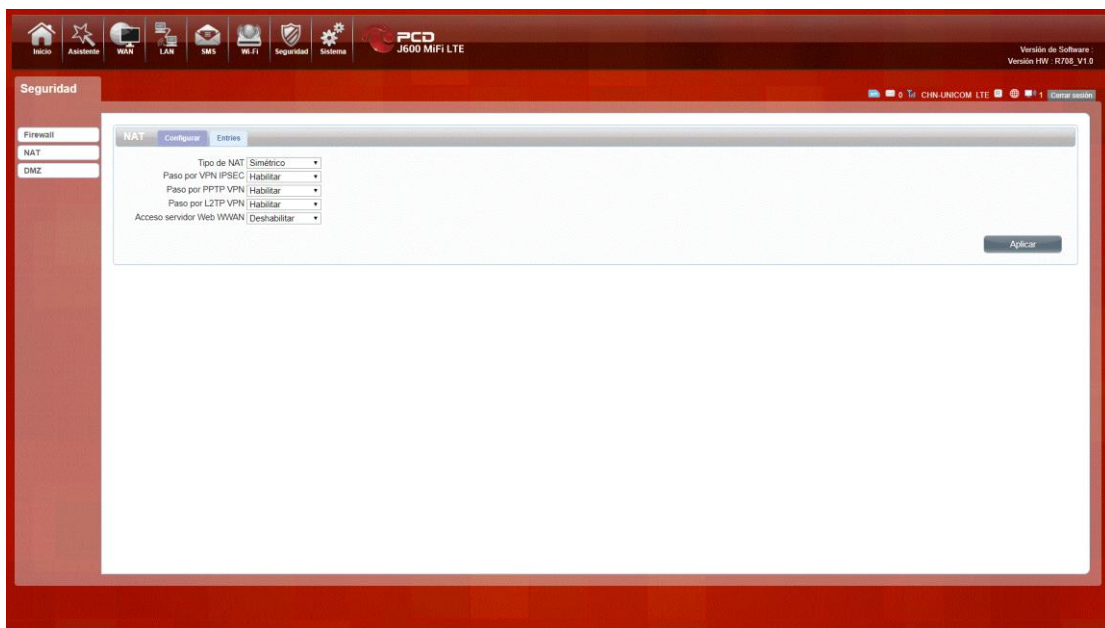 Inicio
Asistente
WAN
LAN
SMS
Wi.Fi
Seguridad
Sistema
PCD
J600 MiFi LTE
Versión de Software :
Versión HW : R708_V1.0
Seguridad
0
CHN-UNICOM LTE
1
Cerrar sesión
Firewall
NAT
DMZ
NAT
Configurar
Entries
Tipo de NAT Simétrico
Paso por VPN IPSEC Habilitar
Paso por PPTP VPN Habilitar
Paso por L2TP VPN Habilitar
Acceso servidor Web WWAN Deshabilitar
Aplicar